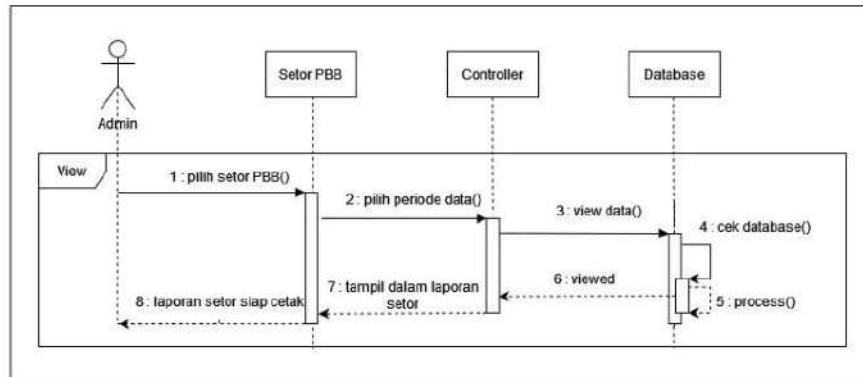 Setor PBB
Controller
Database
Admin
View
1 : pilih setor PBB()
2 : pilih periode data()
3 : view data()
4 : cek database()
5 : process()
6 : viewed
7 : tampil dalam laporan
setor
8 : laporan setor siap cetak